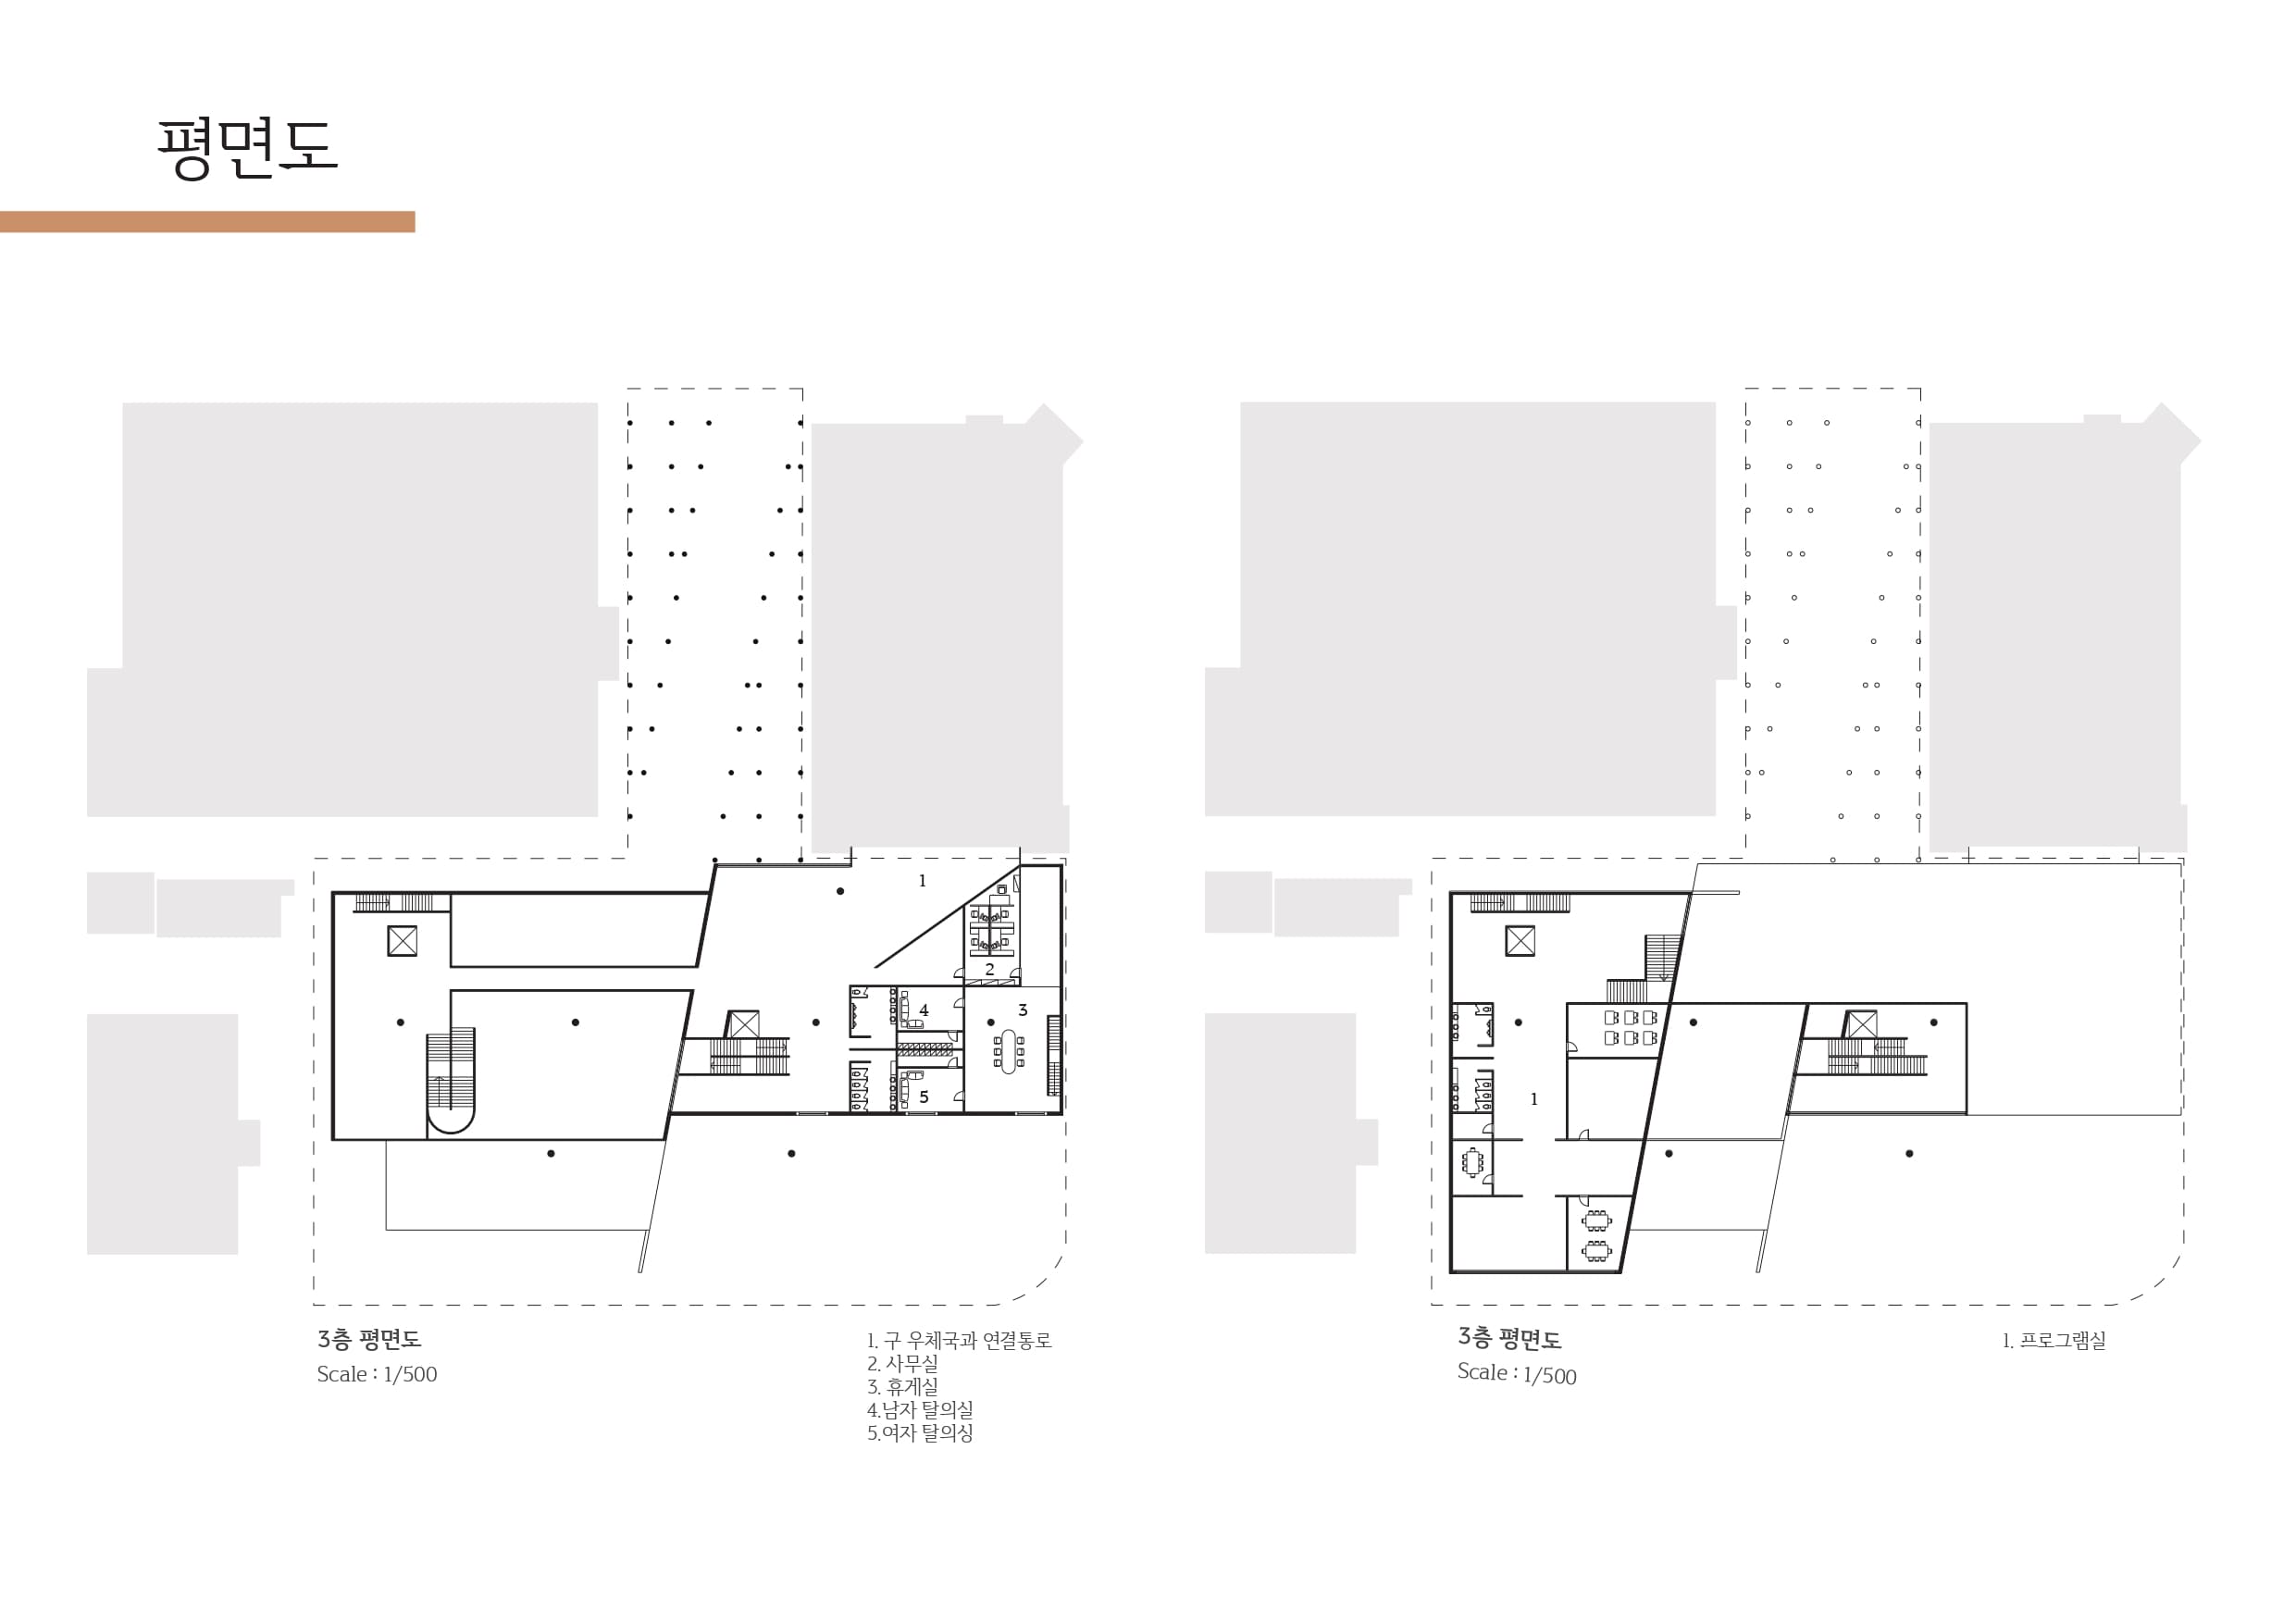 평면도
1
2
3
4
5
3층 평면도
Scale : 1/500
1. 구 우체국과 연결통로
2. 사무실
3. 휴게실
4.남자 탈의실
5.여자 탈의싱
1
3층 평면도
Scale : 1/500
1. 프로그램실